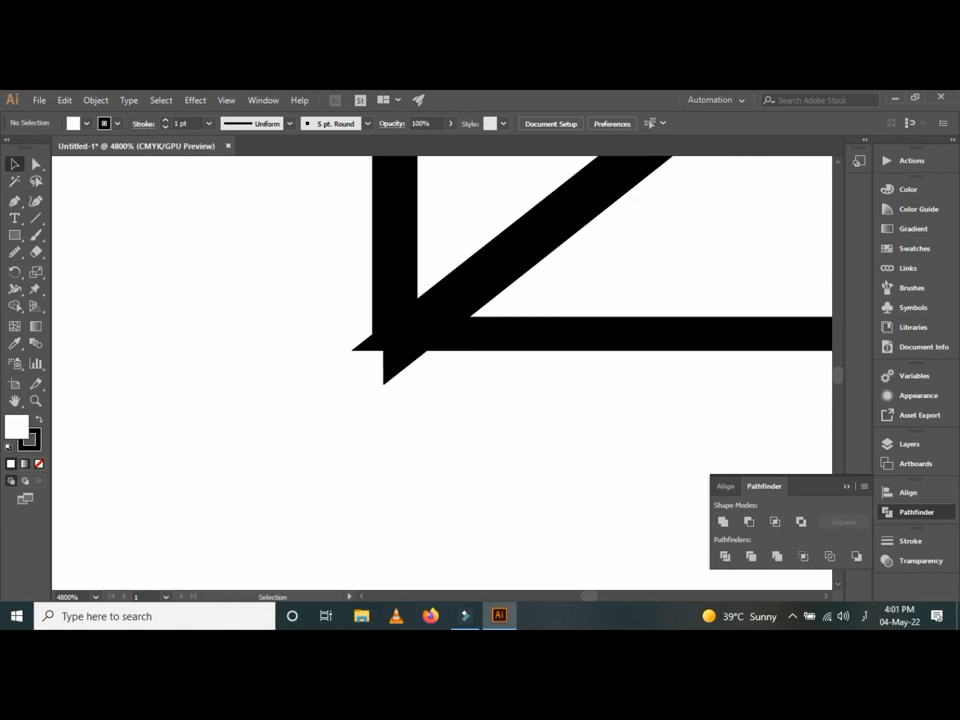 Ai File Edit Object Type Select Effect View Window Help Br St Automation Search Adobe Stock
No Selection Stroke: 1 pt Uniform 5 pt. Round Opacity: 100% Style: Document Setup Preferences
Untitled-1* @ 4800% (CMYK/GPU Preview)
Actions
Color
Color Guide
Gradient
Swatches
Links
Brushes
Symbols
Libraries
Document Info
Variables
Appearance
Asset Export
Layers
Artboards
Align
Pathfinder
Stroke
Transparency
Align Pathfinder
Shape Modes:
Expand
Pathfinders:
4800% 1 Selection
Type here to search
Ai
39°C Sunny
4:01 PM
04-May-22